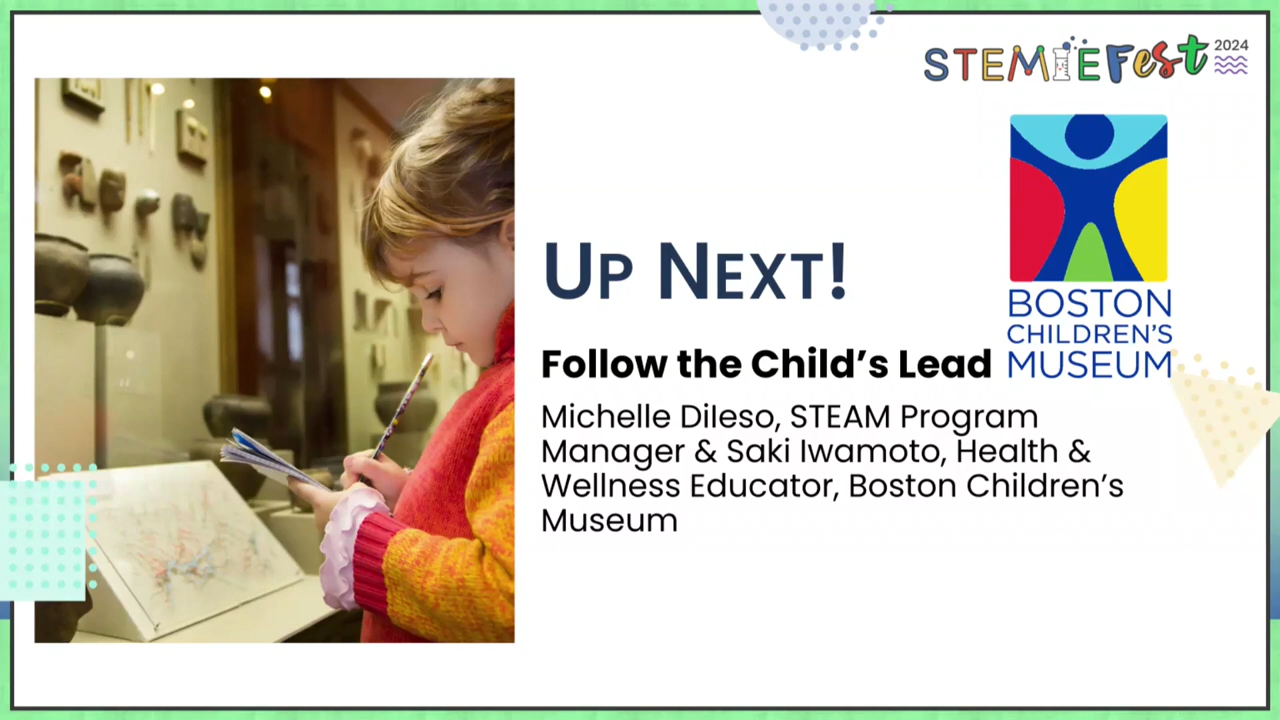 STEMIEFest 2024
UP NEXT!
BOSTON
CHILDREN'S
MUSEUM
Follow the Child’s Lead
Michelle DiIeso, STEAM Program
Manager & Saki Iwamoto, Health &
Wellness Educator, Boston Children’s
Museum